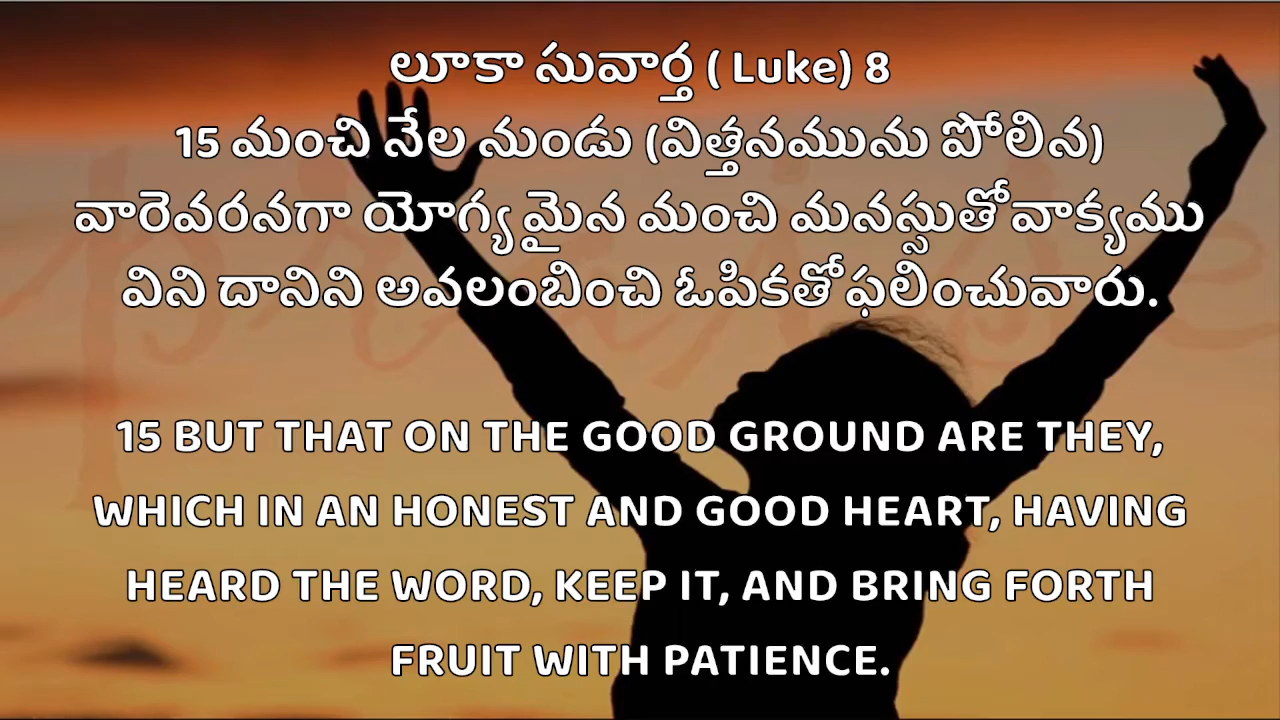 లూకా సువార్త ( Luke) 8
15 మంచి నేల నుండు (విత్తనమును పోలిన)
వారెవరనగా యోగ్యమైన మంచి మనస్సుతోవాక్యము
విని దానిని అవలంబించి ఓపికతోఫలించువారు.
15 BUT THAT ON THE GOOD GROUND ARE THEY,
WHICH IN AN HONEST AND GOOD HEART, HAVING
HEARD THE WORD, KEEP IT, AND BRING FORTH
FRUIT WITH PATIENCE.
praise